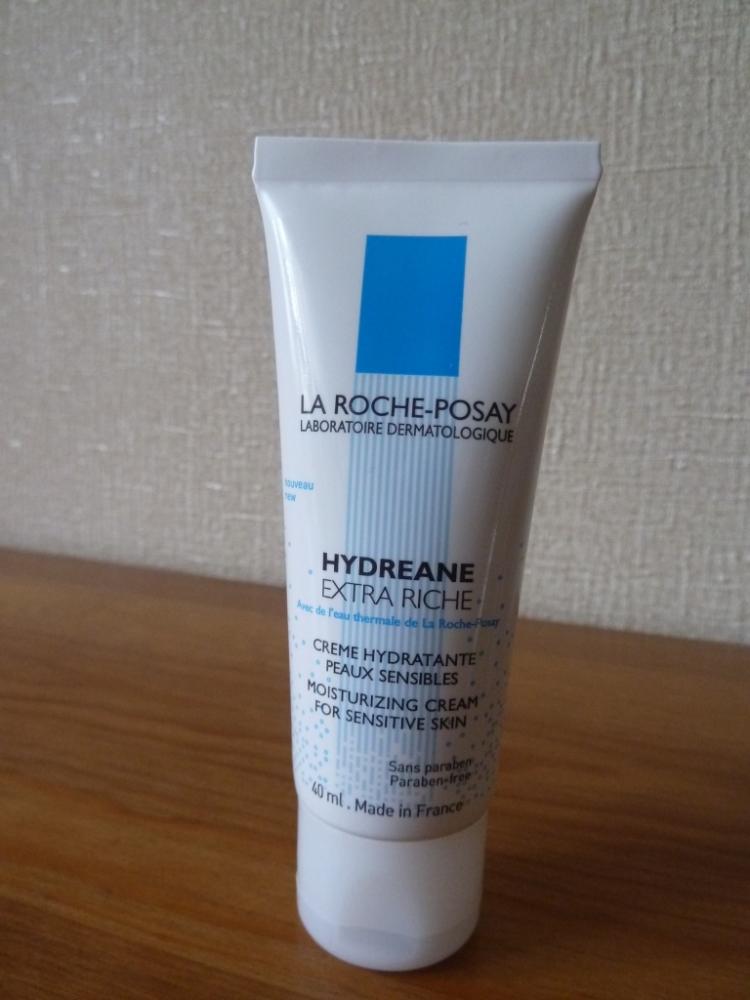 LA ROCHE-POSAY
LABORATOIRE DERMATOLOGIQUE
nouveau
new
HYDREANE
EXTRA RICHE
Avec de l'eau thermale de La Roche-Posay
CREME HYDRATANTE
PEAUX SENSIBLES
MOISTURIZING CREAM
FOR SENSITIVE SKIN
Sans paraben
Paraben-free
40 ml . Made in France